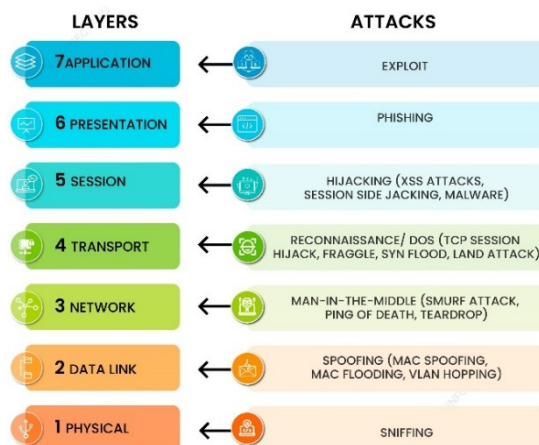 LAYERS
ATTACKS
7APPLICATION
EXPLOIT
6 PRESENTATION
PHISHING
5 SESSION
HIJACKING (XSS ATTACKS,
SESSION SIDE JACKING, MALWARE)
4 TRANSPORT
RECONNAISSANCE/ DOS (TCP SESSION
HIJACK, FRAGGLE, SYN FLOOD, LAND ATTACK)
3 NETWORK
MAN-IN-THE-MIDDLE (SMURF ATTACK,
PING OF DEATH, TEARDROP)
2 DATA LINK
SPOOFING (MAC SPOOFING,
MAC FLOODING, VLAN HOPPING)
1 PHYSICAL
SNIFFING